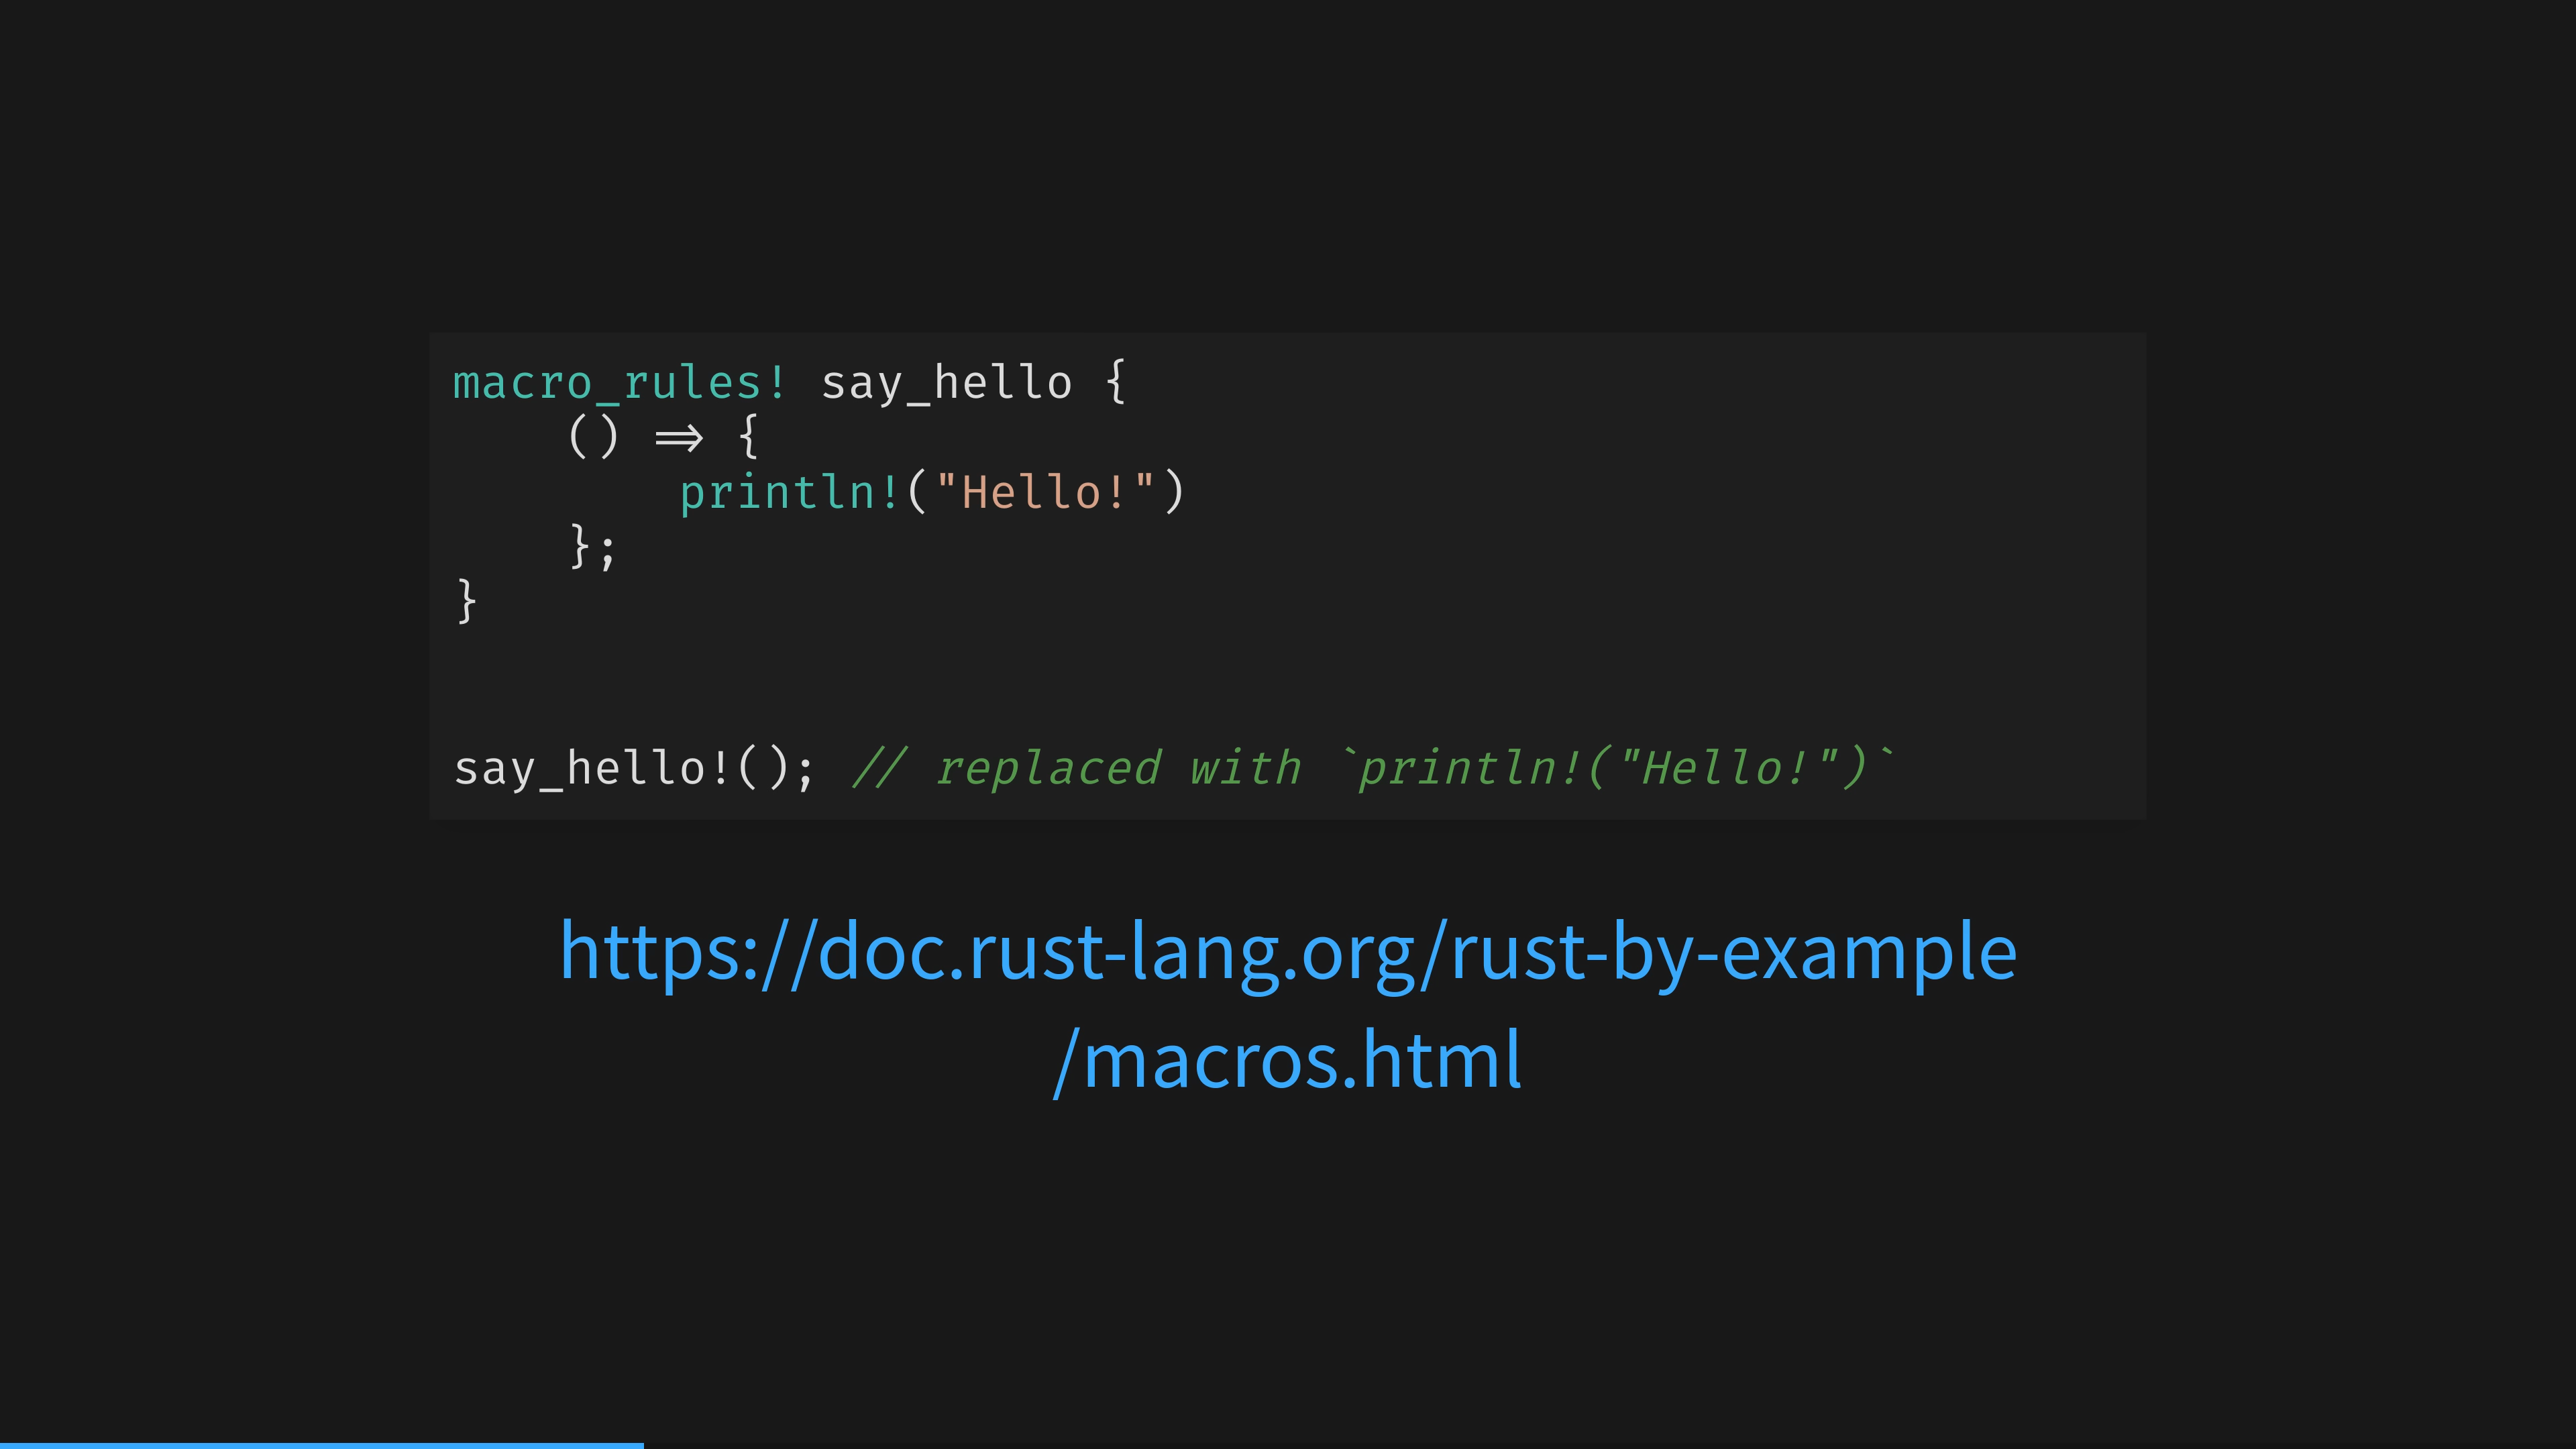 macro_rules! say_hello {
    () => {
        println!("Hello!")
    };
}
say_hello!(); // replaced with `println!("Hello!")`
https://doc.rust-lang.org/rust-by-example
/macros.html